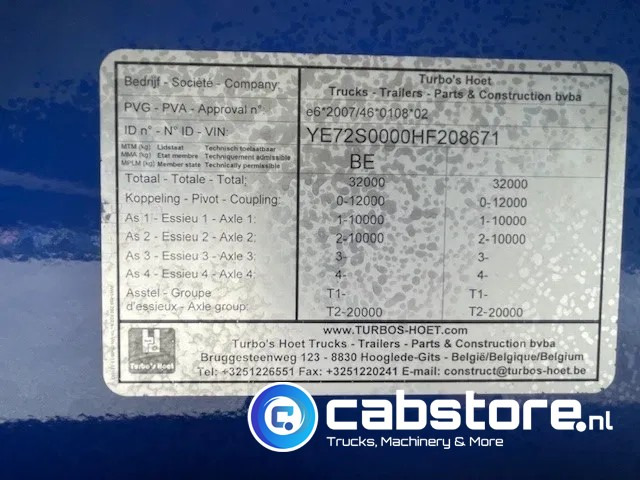 Bedrijf - Société - Company: Turbo's Hoet
Trucks - Trailers - Parts & Construction bvba
PVG - PVA - Approval n° e6*2007/46*0108*02
ID n° - N° ID - VIN: YE72S0000HF208671
MTM (kg) Lidstaat Technisch toelaatbaar
MMA (kg) Etat membre Techniquement admissible BE
MPLM (kg) Member state Technically permissible
Totaal - Totale - Total: 32000 32000
Koppeling - Pivot - Coupling: 0-12000 0-12000
As 1 - Essieu 1 - Axle 1: 1-10000 1-10000
As 2 - Essieu 2 - Axle 2: 2-10000 2-10000
As 3 - Essieu 3 - Axle 3: 3- 3-
As 4 - Essieu 4 - Axle 4: 4- 4-
Asstel - Groupe T1- T1-
d'éssieux - Axle group: T2-20000 T2-20000
Turbo's Hoet
www.TURBOS-HOET.com
Turbo's Hoet Trucks - Trailers - Parts & Construction bvba
Bruggesteenweg 123 - 8830 Hooglede-Gits - België/Belgique/Belgium
Tel: +3251226551 Fax: +3251220241 E-mail: construct@turbos-hoet.be
cabstore.nl
Trucks, Machinery & More